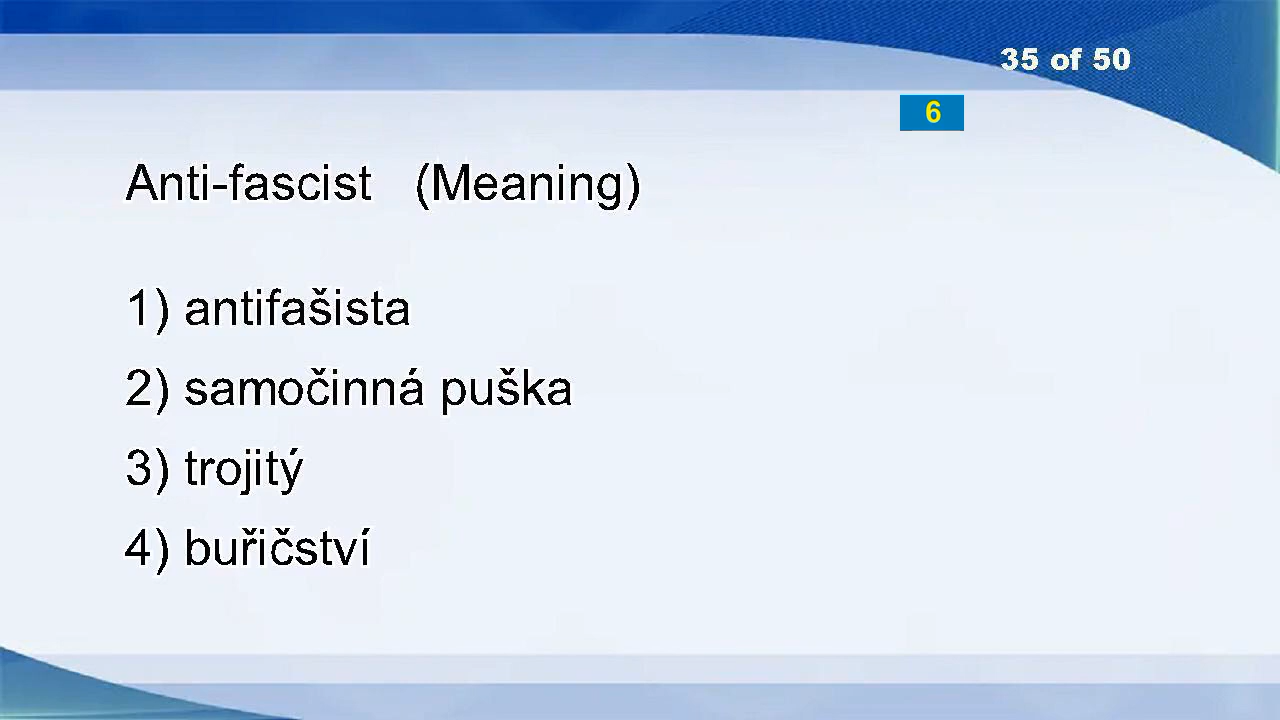 35 of 50
6
Anti-fascist (Meaning)
1) antifašista
2) samočinná puška
3) trojitý
4) buřičství